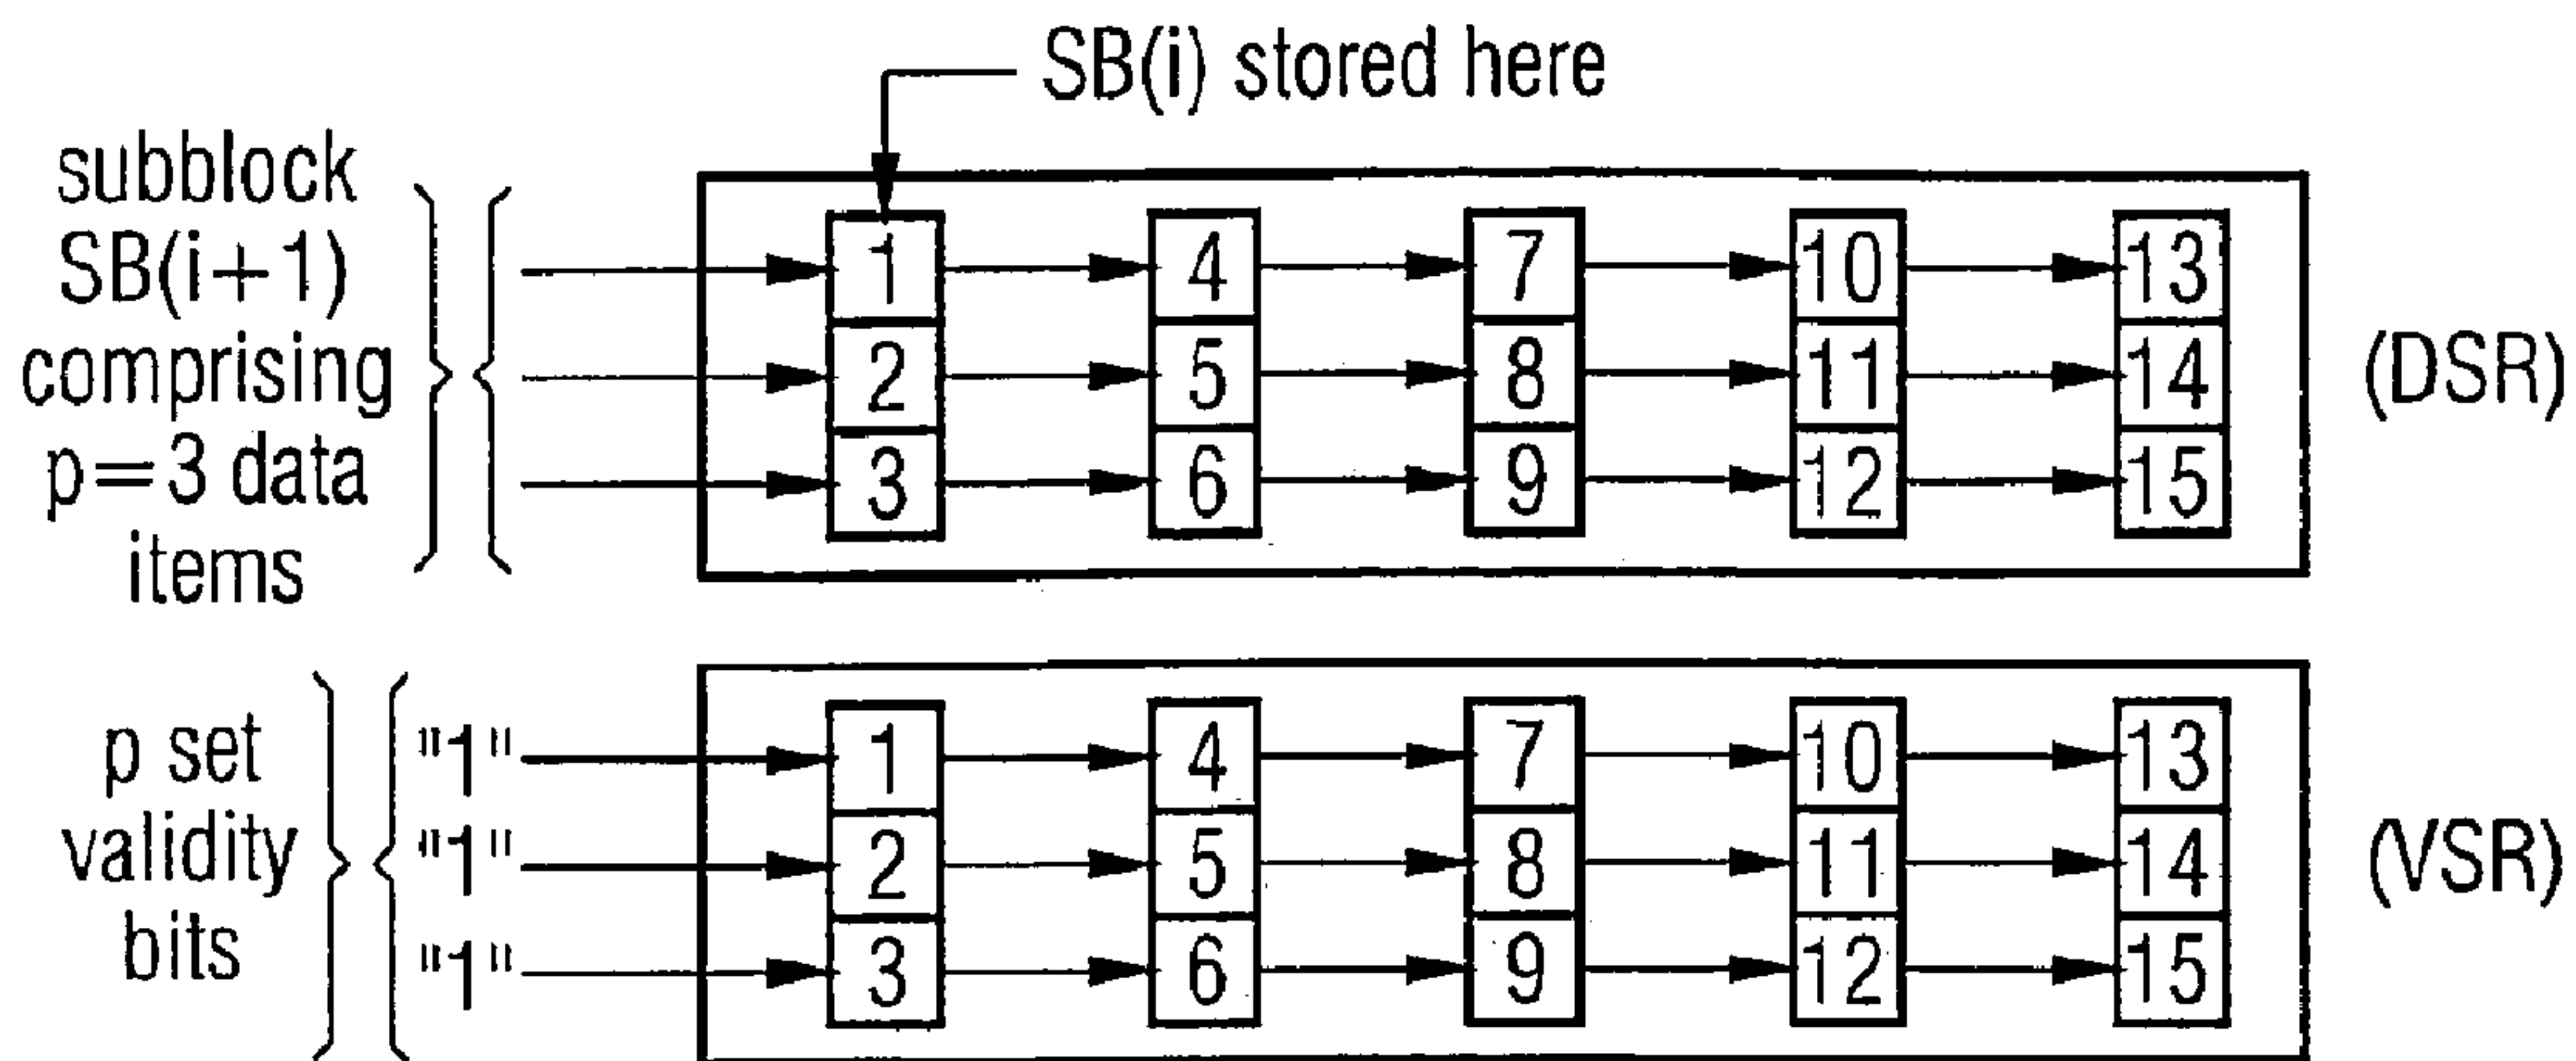 SB(i) stored here
subblock
SB(i+1)
comprising
p=3 data
items
1 4 7 10 13
2 5 8 11 14
3 6 9 12 15
(DSR)
p set
validity
bits
"1" 1 4 7 10 13
"1" 2 5 8 11 14
"1" 3 6 9 12 15
(VSR)